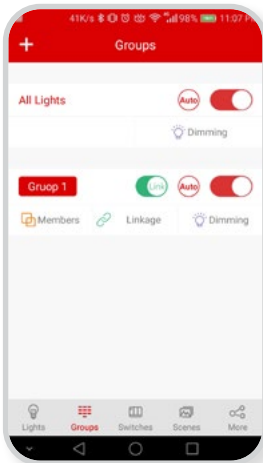 41K/s 98% 11:07 P
+ Groups
All Lights Auto
Dimming
Gruop 1 Link Auto
Members Linkage Dimming
Lights Groups Switches Scenes More